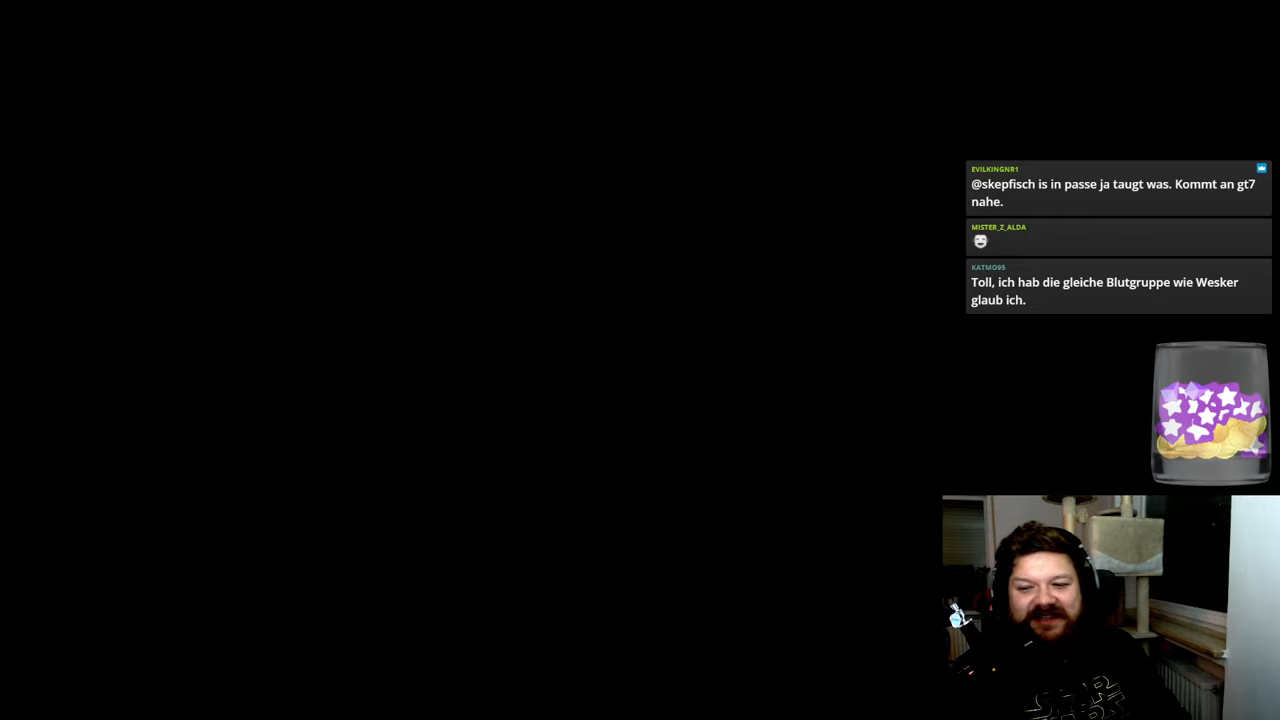 EVILKINGNR1
@skepfisch is in passe ja taugt was. Kommt an gt7
nahe.
MISTER_Z_ALDA
KATMO95
Toll, ich hab die gleiche Blutgruppe wie Wesker
glaub ich.